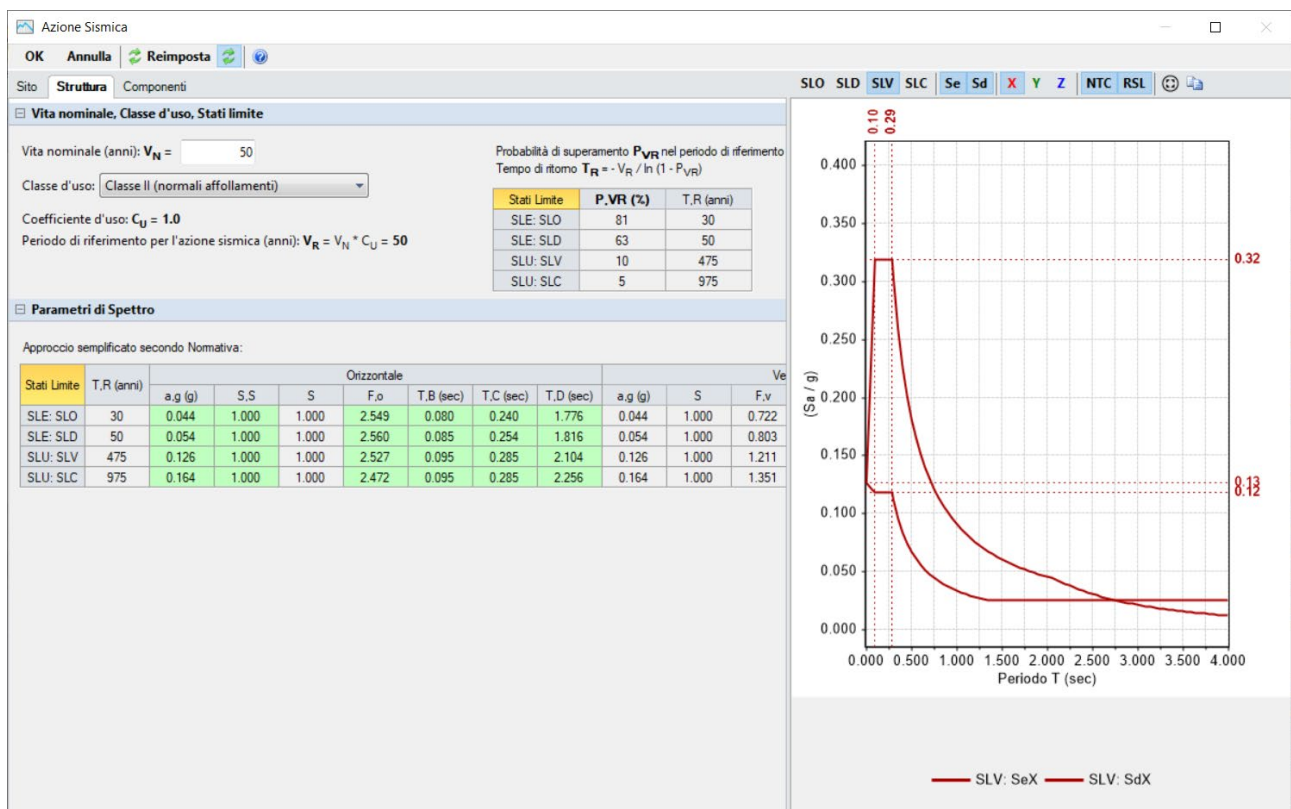 Azione Sismica
OK Annulla Reimposta
Sito Struttura Componenti
Vita nominale, Classe d'uso, Stati limite
Vita nominale (anni): VN = 50
Classe d'uso: Classe II (normali affollamenti)
Coefficiente d'uso: CU = 1.0
Periodo di riferimento per l'azione sismica (anni): VR = VN * CU = 50
Probabilità di superamento PVR nel periodo di riferimento
Tempo di ritorno TR = - VR / ln (1 - PVR)
Stati Limite P,VR (%) T,R (anni)
SLE: SLO 81 30
SLE: SLD 63 50
SLU: SLV 10 475
SLU: SLC 5 975
Parametri di Spettro
Approccio semplificato secondo Normativa:
Orizzontale Ve
Stati Limite T,R (anni) a,g (g) S,S S F,o T,B (sec) T,C (sec) T,D (sec) a,g (g) S F,v
SLE: SLO 30 0.044 1.000 1.000 2.549 0.080 0.240 1.776 0.044 1.000 0.722
SLE: SLD 50 0.054 1.000 1.000 2.560 0.085 0.254 1.816 0.054 1.000 0.803
SLU: SLV 475 0.126 1.000 1.000 2.527 0.095 0.285 2.104 0.126 1.000 1.211
SLU: SLC 975 0.164 1.000 1.000 2.472 0.095 0.285 2.256 0.164 1.000 1.351
SLO SLD SLV SLC Se Sd X Y Z NTC RSL
0.10 0.29
0.400
0.350
0.300
0.250
0.200
0.150
0.100
0.050
0.000
(Sa / g)
0.32
0.13
0.12
0.000 0.500 1.000 1.500 2.000 2.500 3.000 3.500 4.000
Periodo T (sec)
SLV: SeX SLV: SdX